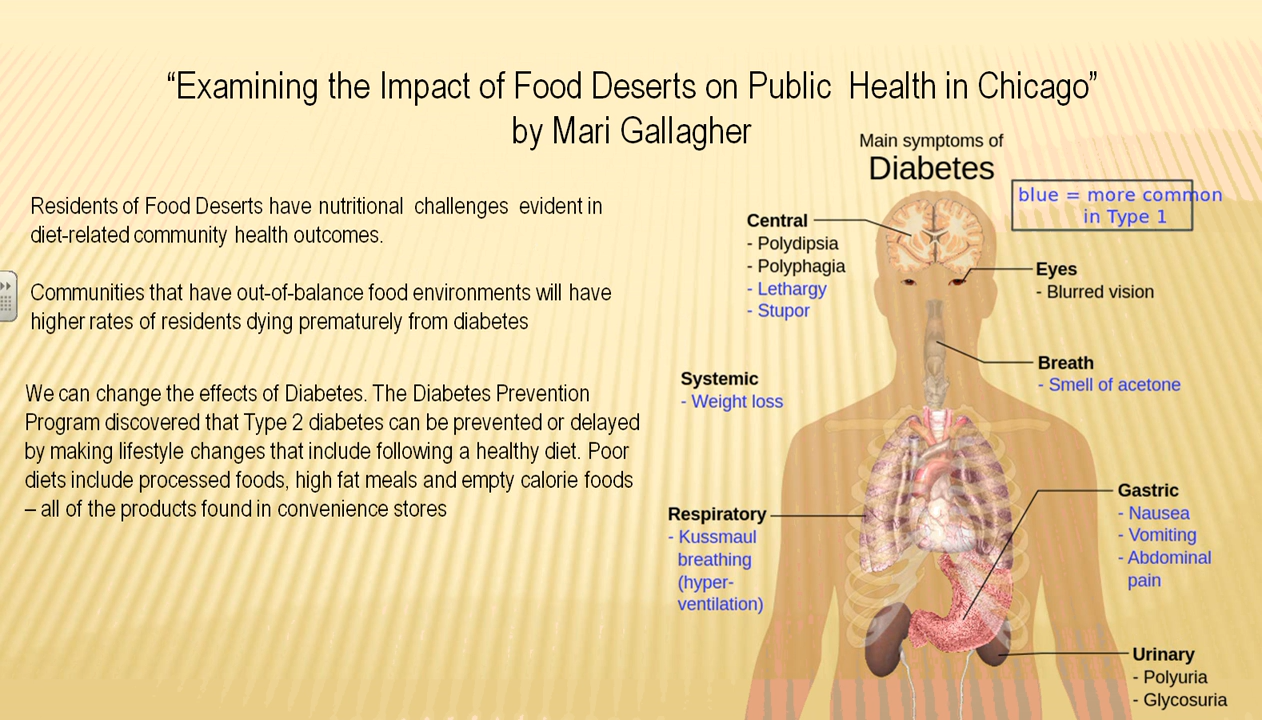 “Examining the Impact of Food Deserts on Public Health in Chicago”
by Mari Gallagher
Residents of Food Deserts have nutritional challenges evident in
diet-related community health outcomes.
Communities that have out-of-balance food environments will have
higher rates of residents dying prematurely from diabetes
We can change the effects of Diabetes. The Diabetes Prevention
Program discovered that Type 2 diabetes can be prevented or delayed
by making lifestyle changes that include following a healthy diet. Poor
diets include processed foods, high fat meals and empty calorie foods
– all of the products found in convenience stores
Main symptoms of
Diabetes
blue = more common
in Type 1
Central
- Polydipsia
- Polyphagia
- Lethargy
- Stupor
Eyes
- Blurred vision
Breath
- Smell of acetone
Systemic
- Weight loss
Respiratory
- Kussmaul
breathing
(hyper-
ventilation)
Gastric
- Nausea
- Vomiting
- Abdominal
pain
Urinary
- Polyuria
- Glycosuria